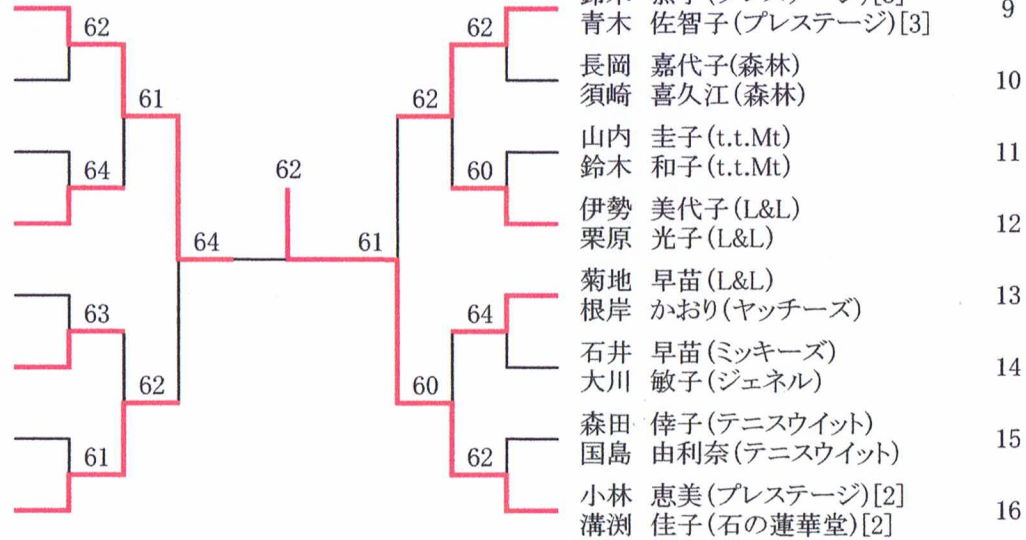 青木 佐智子(プレステージ)[3]
9
長岡 嘉代子(森林)
須崎 喜久江(森林)
10
山内 圭子(t.t.Mt)
鈴木 和子(t.t.Mt)
11
伊勢 美代子(L&L)
栗原 光子(L&L)
12
菊地 早苗(L&L)
根岸 かおり(ヤッチーズ)
13
石井 早苗(ミッキーズ)
大川 敏子(ジェネル)
14
森田 倖子(テニスウイット)
国島 由利奈(テニスウイット)
15
小林 恵美(プレステージ)[2]
溝渕 佳子(石の蓮華堂)[2]
16
62
61
64
64
63
62
61
62
61
62
62
60
64
60
62